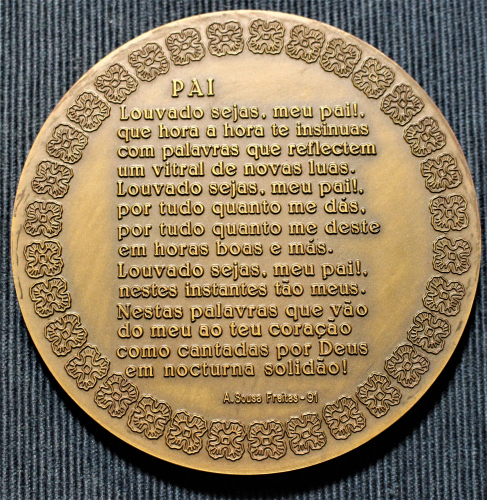 PAI
Louvado sejas, meu pai!,
que hora a hora te insinuas
com palavras que reflectem
um vitral de novas luas.
Louvado sejas, meu pai!,
por tudo quanto me dás,
por tudo quanto me deste
em horas boas e más.
Louvado sejas, meu pai!,
nestes instantes tão meus.
Nestas palavras que vão
do meu ao teu coração
como cantadas por Deus
em nocturna solidão!
A. Sousa Freitas - 91